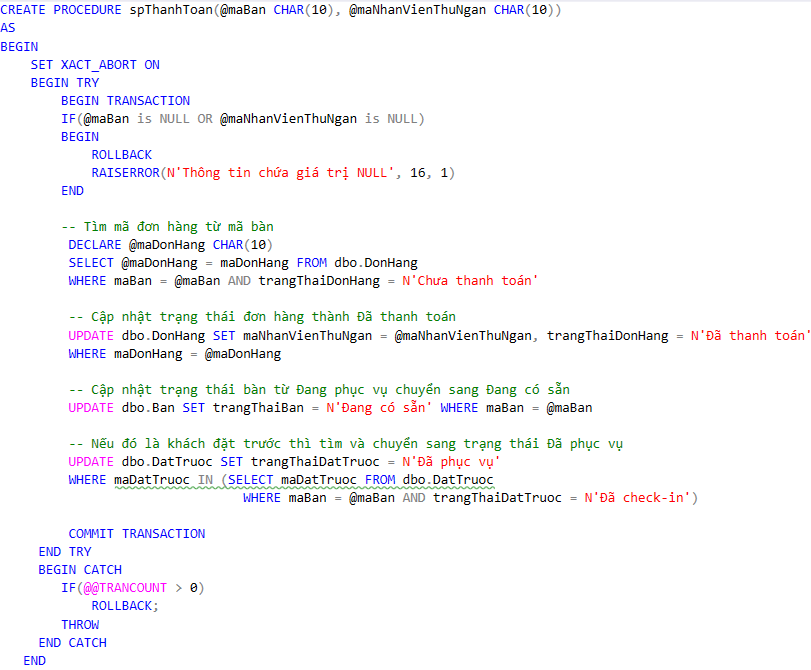 CREATE PROCEDURE spThanhToan(@maBan CHAR(10), @maNhanVienThuNgan CHAR(10))
AS
BEGIN
SET XACT_ABORT ON
BEGIN TRY
BEGIN TRANSACTION
IF(@maBan is NULL OR @maNhanVienThuNgan is NULL)
BEGIN
ROLLBACK
RAISERROR(N'Thông tin chứa giá trị NULL', 16, 1)
END
-- Tìm mã đơn hàng từ mã bàn
DECLARE @maDonHang CHAR(10)
SELECT @maDonHang = maDonHang FROM dbo.DonHang
WHERE maBan = @maBan AND trangThaiDonHang = N'Chưa thanh toán'
-- Cập nhật trạng thái đơn hàng thành Đã thanh toán
UPDATE dbo.DonHang SET maNhanVienThuNgan = @maNhanVienThuNgan, trangThaiDonHang = N'Đã thanh toán'
WHERE maDonHang = @maDonHang
-- Cập nhật trạng thái bàn từ Đang phục vụ chuyển sang Đang có sẵn
UPDATE dbo.Ban SET trangThaiBan = N'Đang có sẵn' WHERE maBan = @maBan
-- Nếu đó là khách đặt trước thì tìm và chuyển sang trạng thái Đã phục vụ
UPDATE dbo.DatTruoc SET trangThaiDatTruoc = N'Đã phục vụ'
WHERE maDatTruoc IN (SELECT maDatTruoc FROM dbo.DatTruoc
WHERE maBan = @maBan AND trangThaiDatTruoc = N'Đã check-in')
COMMIT TRANSACTION
END TRY
BEGIN CATCH
IF(@@TRANCOUNT > 0)
ROLLBACK;
THROW
END CATCH
END